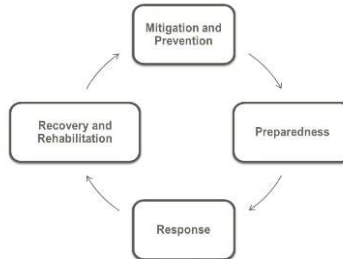 Mitigation and
Prevention
Preparedness
Response
Recovery and
Rehabilitation